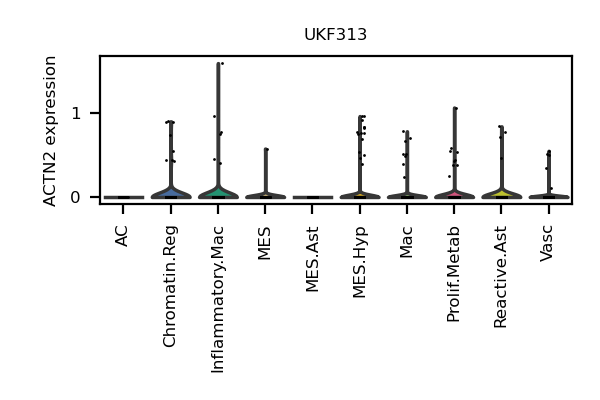 UKF313
ACTN2 expression
1
0
AC
Chromatin.Reg
Inflammatory.Mac
MES
MES.Ast
MES.Hyp
Mac
Prolif.Metab
Reactive.Ast
Vasc